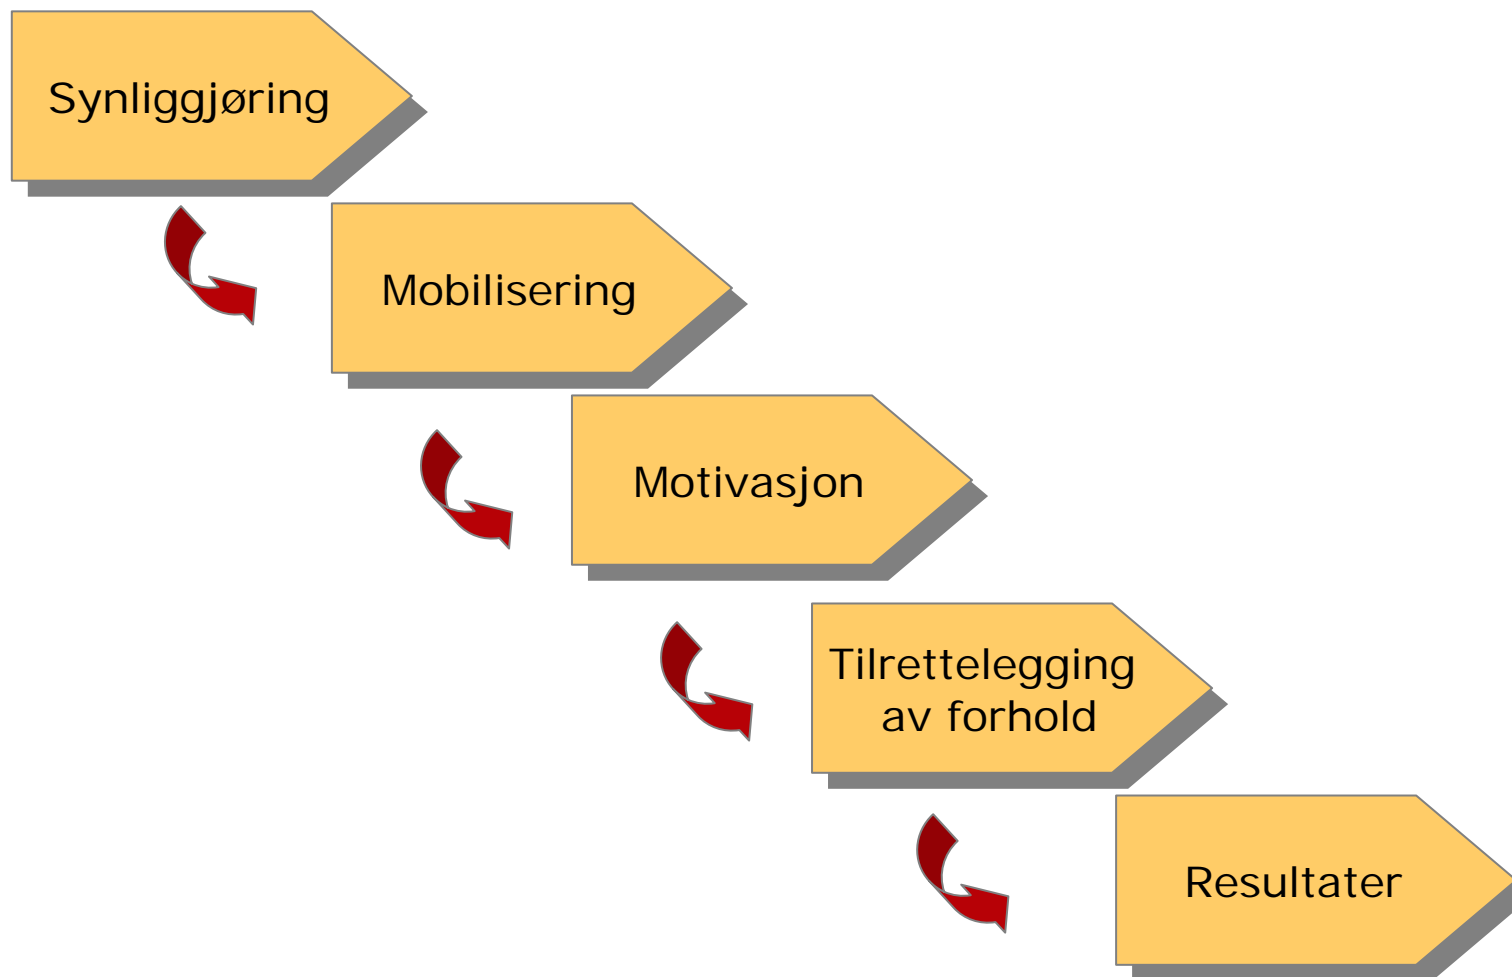 Synliggjøring
Mobilisering
Motivasjon
Tilrettelegging
av forhold
Resultater